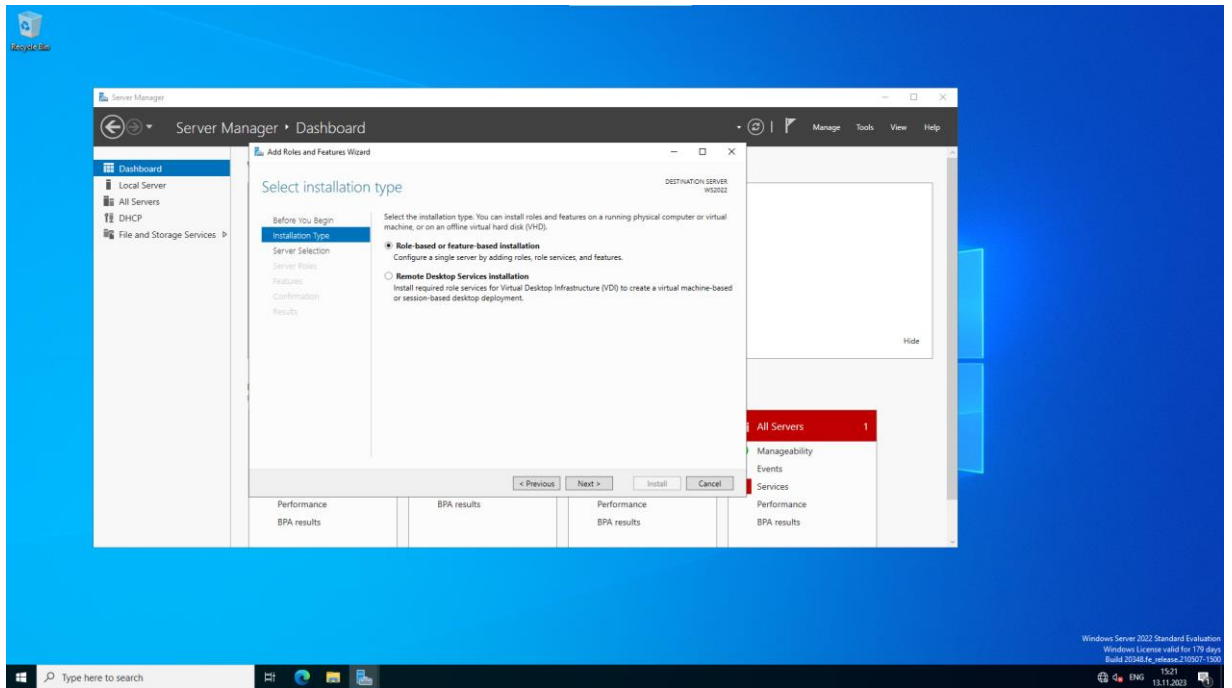 Recycle Bin
Server Manager
Server Manager • Dashboard
Manage Tools View Help
Dashboard
Local Server
All Servers
DHCP
File and Storage Services
Add Roles and Features Wizard
Select installation type
DESTINATION SERVER
WS2022
Before You Begin
Installation Type
Server Selection
Server Roles
Features
Confirmation
Results
Select the installation type. You can install roles and features on a running physical computer or virtual
machine, or on an offline virtual hard disk (VHD).
Role-based or feature-based installation
Configure a single server by adding roles, role services, and features.
Remote Desktop Services installation
Install required role services for Virtual Desktop Infrastructure (VDI) to create a virtual machine-based
or session-based desktop deployment.
< Previous Next > Install Cancel
Hide
All Servers 1
Manageability
Events
Services
Performance
BPA results
Performance
BPA results
BPA results
Performance
BPA results
Windows Server 2022 Standard Evaluation
Windows License valid for 179 days
Build 20348.fe_release.210507-1500
Type here to search
ENG
15:21
13.11.2023
1